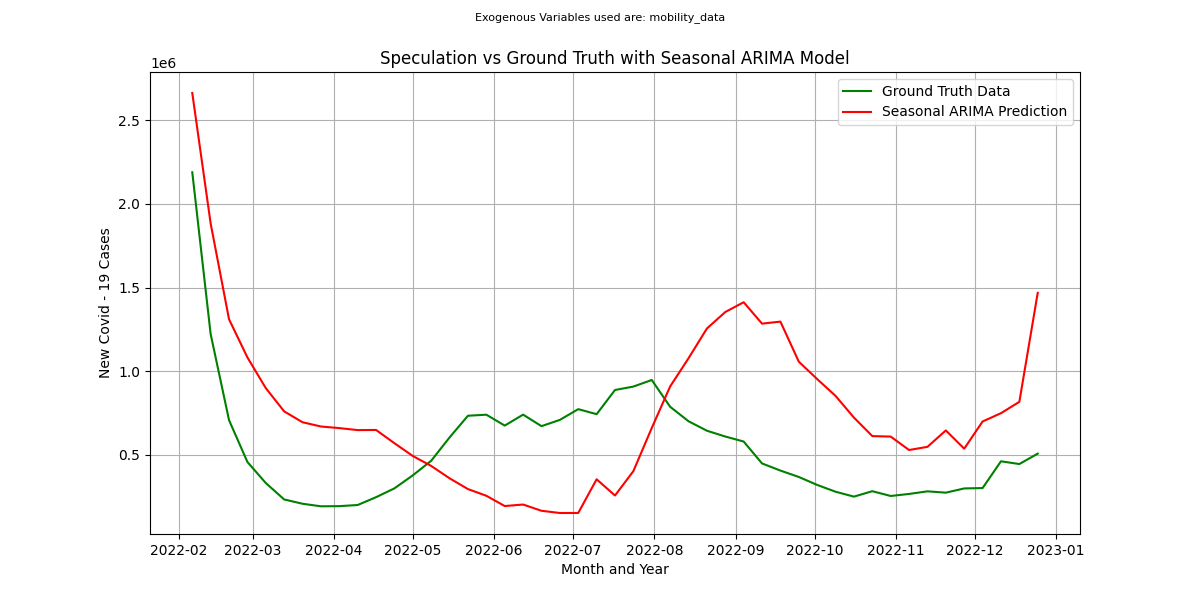 Exogenous Variables used are: mobility_data
Speculation vs Ground Truth with Seasonal ARIMA Model
1e6
Ground Truth Data
Seasonal ARIMA Prediction
2.5
2.0
1.5
1.0
0.5
New Covid - 19 Cases
2022-02 2022-03 2022-04 2022-05 2022-06 2022-07 2022-08 2022-09 2022-10 2022-11 2022-12 2023-01
Month and Year